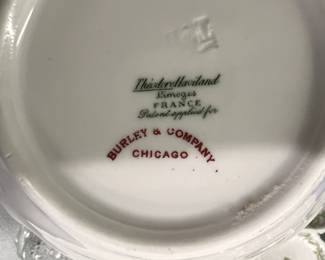 Theodore Haviland
Limoges
FRANCE
Patent applied for
BURLEY & COMPANY
CHICAGO